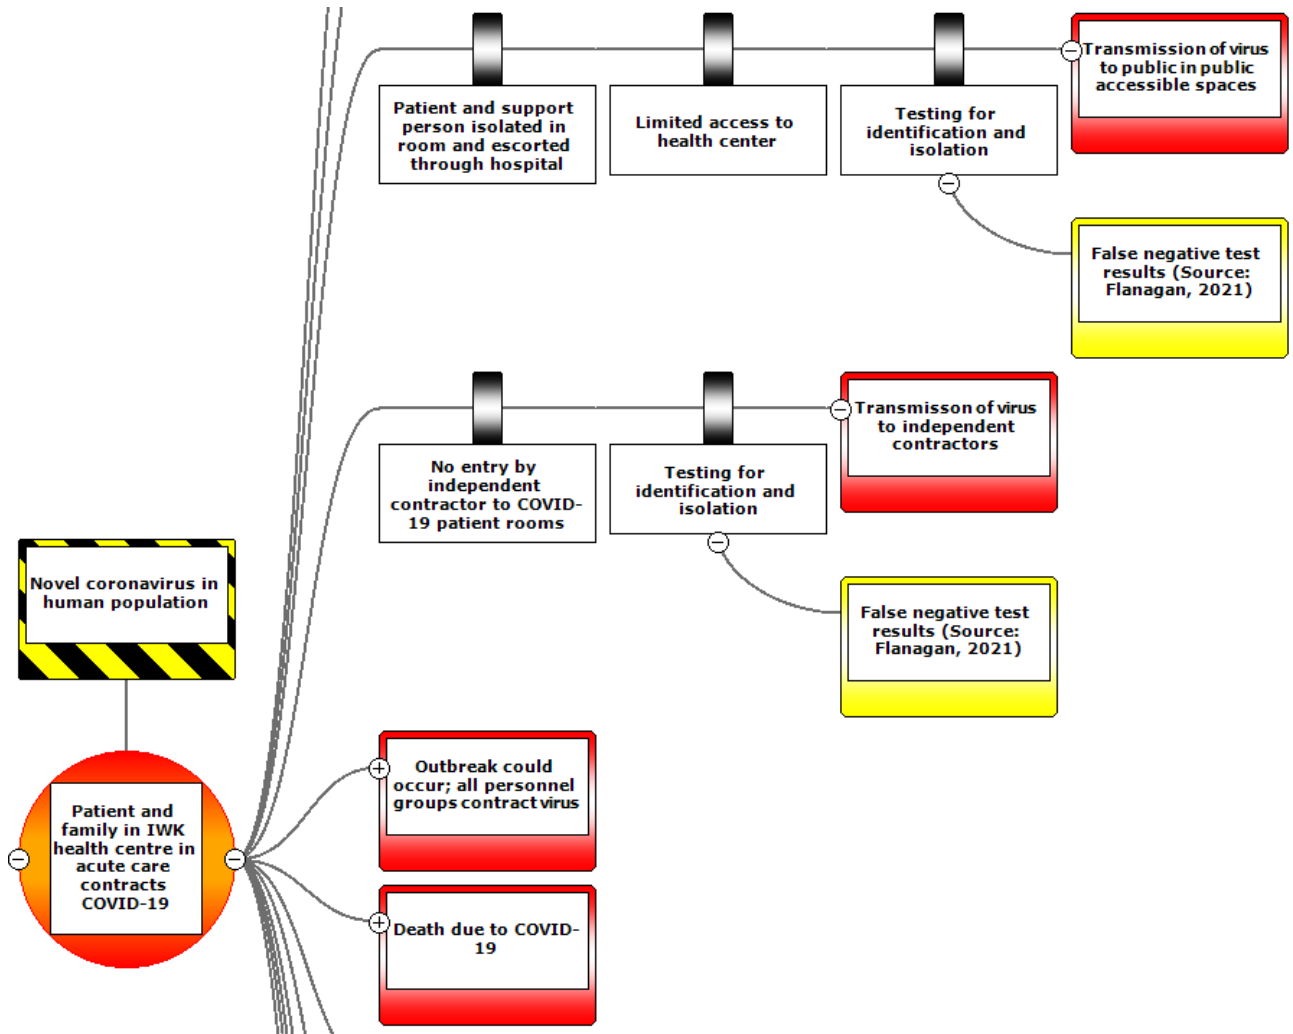 Patient and support
person isolated in
room and escorted
through hospital
Limited access to
health center
Testing for
identification and
isolation
Transmission of virus
to public in public
accessible spaces
False negative test
results (Source:
Flanagan, 2021)
No entry by
independent
contractor to COVID-
19 patient rooms
Testing for
identification and
isolation
Transmisson of virus
to independent
contractors
False negative test
results (Source:
Flanagan, 2021)
Novel coronavirus in
human population
Patient and
family in IWK
health centre in
acute care
contracts
COVID-19
Outbreak could
occur; all personnel
groups contract virus
Death due to COVID-
19